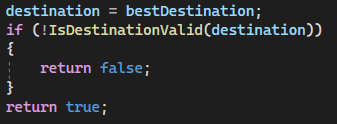 destination = bestDestination;
if (!IsDestinationValid(destination))
{
    return false;
}
return true;